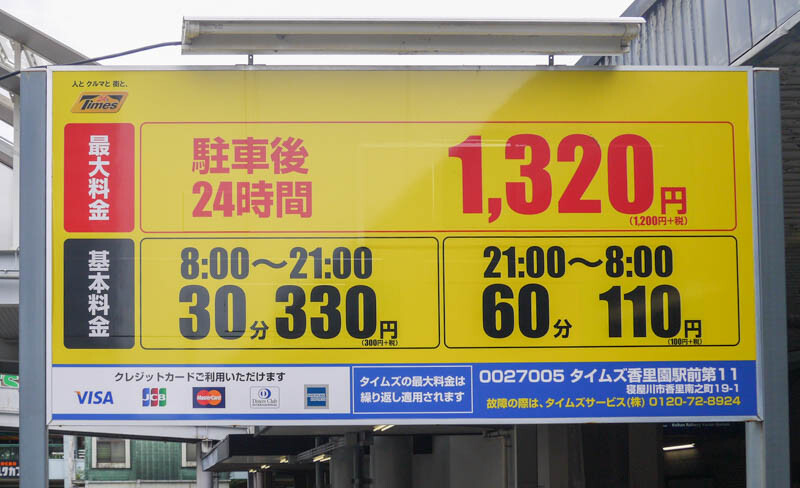 人と クルマと 街と、
Times
最大料金
駐車後
24時間
1,320円
(1,200円+税)
基本料金
8:00〜21:00
30分 330円
(300円+税)
21:00〜8:00
60分 110円
(100円+税)
クレジットカードご利用いただけます
VISA
JCB
MasterCard
Diners Club
タイムズの最大料金は
繰り返し適用されます
0027005 タイムズ香里園駅前第11
寝屋川市香里南之町19-1
故障の際は、タイムズサービス(株) 0120-72-8924